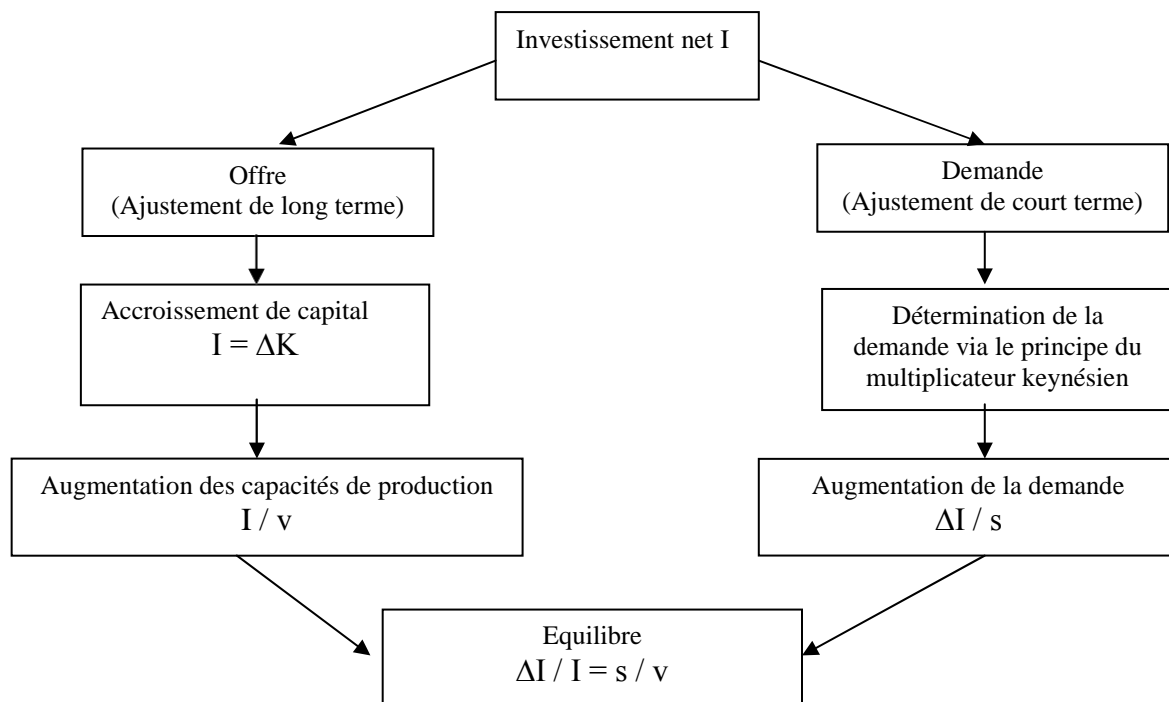 Investissement net I
Offre
(Ajustement de long terme)
Demande
(Ajustement de court terme)
Accroissement de capital
I = ΔK
Détermination de la
demande via le principe du
multiplicateur keynésien
Augmentation des capacités de production
I / v
Augmentation de la demande
ΔI / s
Equilibre
ΔI / I = s / v